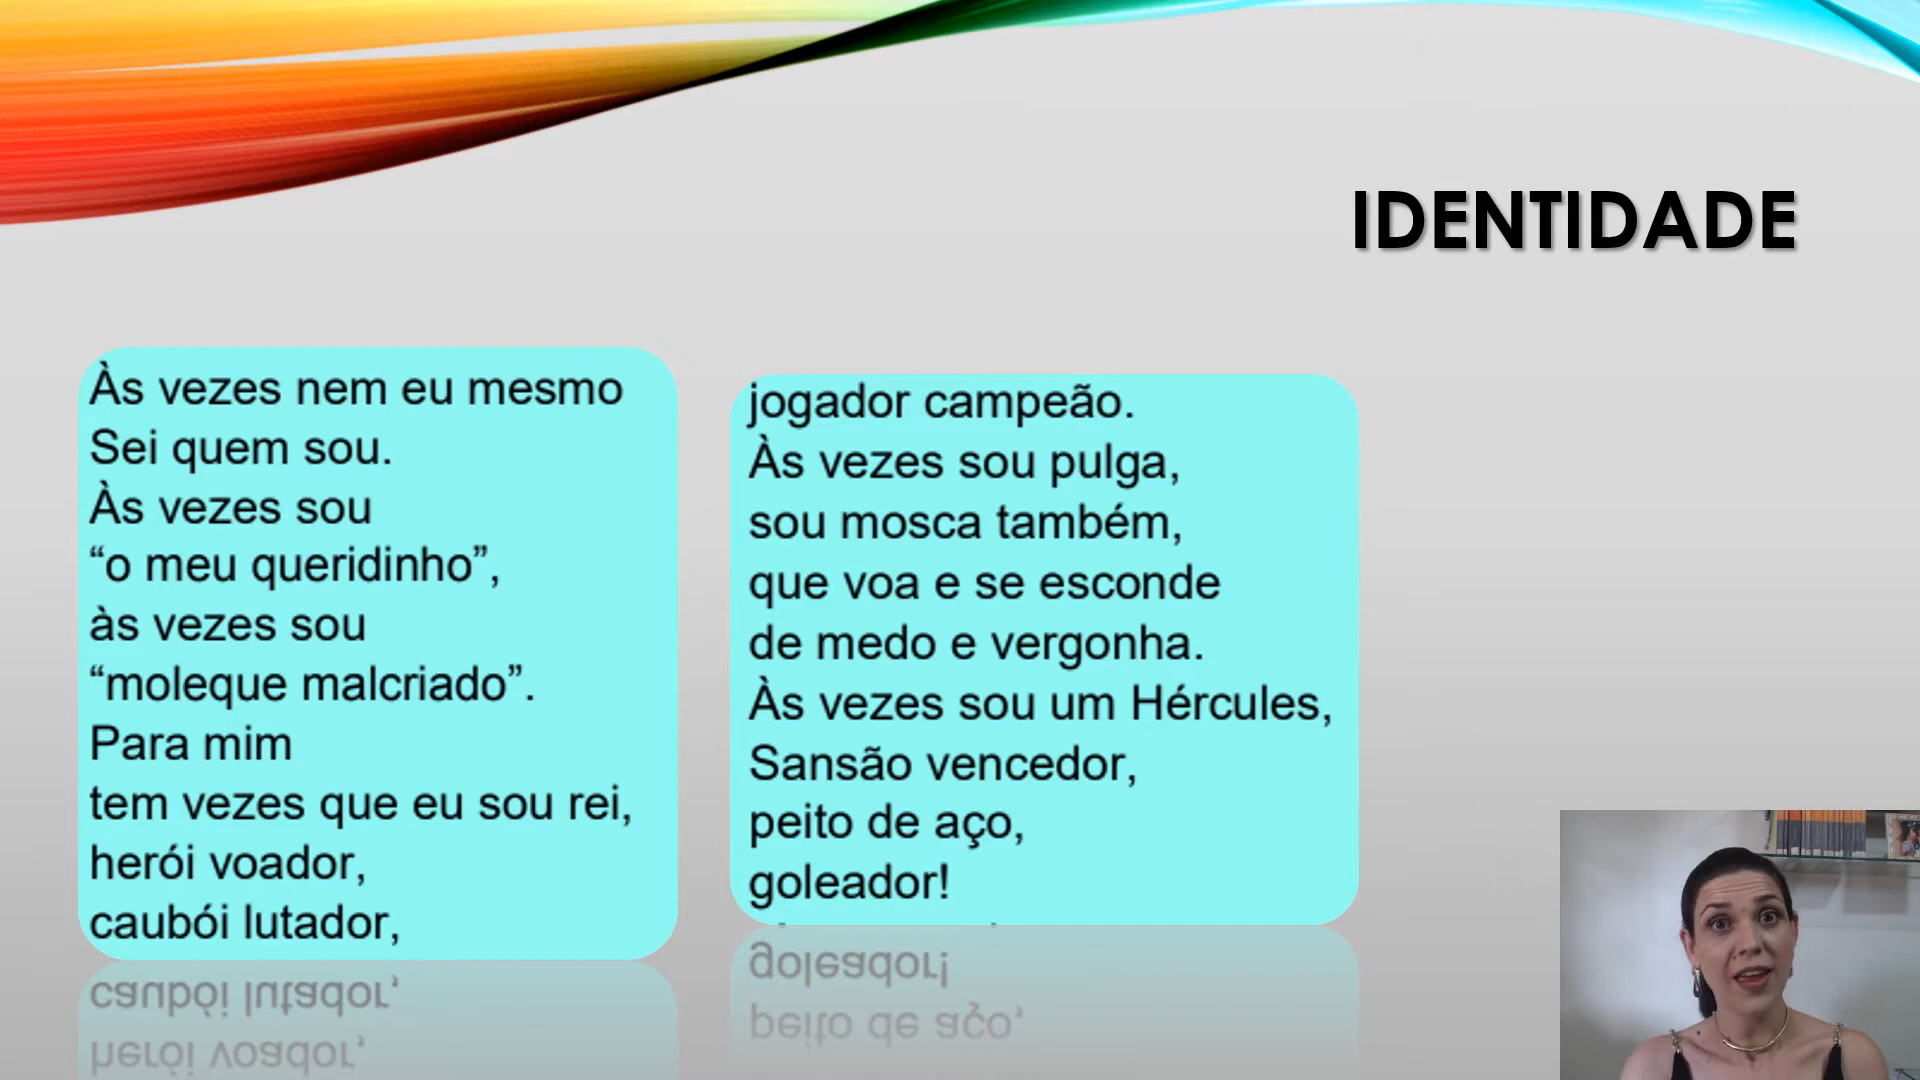 IDENTIDADE
Às vezes nem eu mesmo
Sei quem sou.
Às vezes sou
“o meu queridinho”,
às vezes sou
“moleque malcriado”.
Para mim
tem vezes que eu sou rei,
herói voador,
caubói lutador,
jogador campeão.
Às vezes sou pulga,
sou mosca também,
que voa e se esconde
de medo e vergonha.
Às vezes sou um Hércules,
Sansão vencedor,
peito de aço,
goleador!